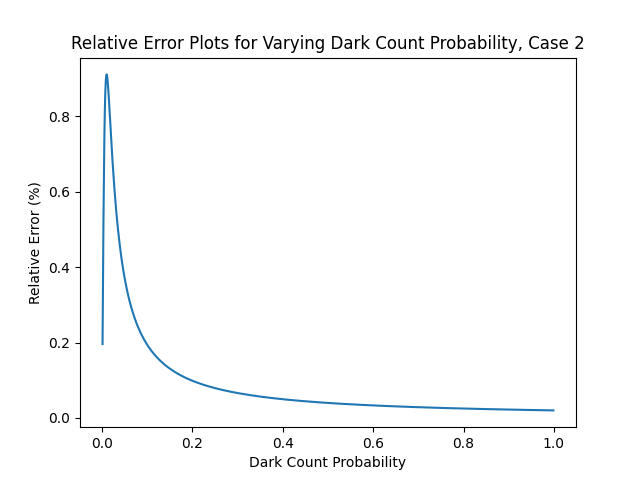 Relative Error Plots for Varying Dark Count Probability, Case 2
Relative Error (%)
0.8
0.6
0.4
0.2
0.0
0.0 0.2 0.4 0.6 0.8 1.0
Dark Count Probability